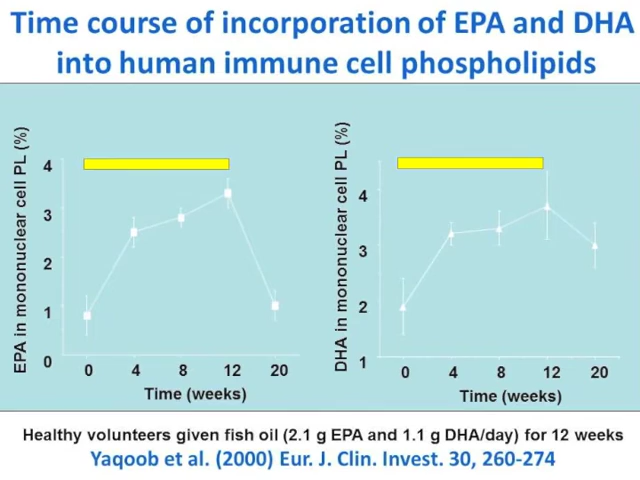 Time course of incorporation of EPA and DHA
into human immune cell phospholipids
EPA in mononuclear cell PL (%)
4
3
2
1
0
0 4 8 12 20
Time (weeks)
DHA in mononuclear cell PL (%)
4
3
2
1
0 4 8 12 20
Time (weeks)
Healthy volunteers given fish oil (2.1 g EPA and 1.1 g DHA/day) for 12 weeks
Yaqoob et al. (2000) Eur. J. Clin. Invest. 30, 260-274